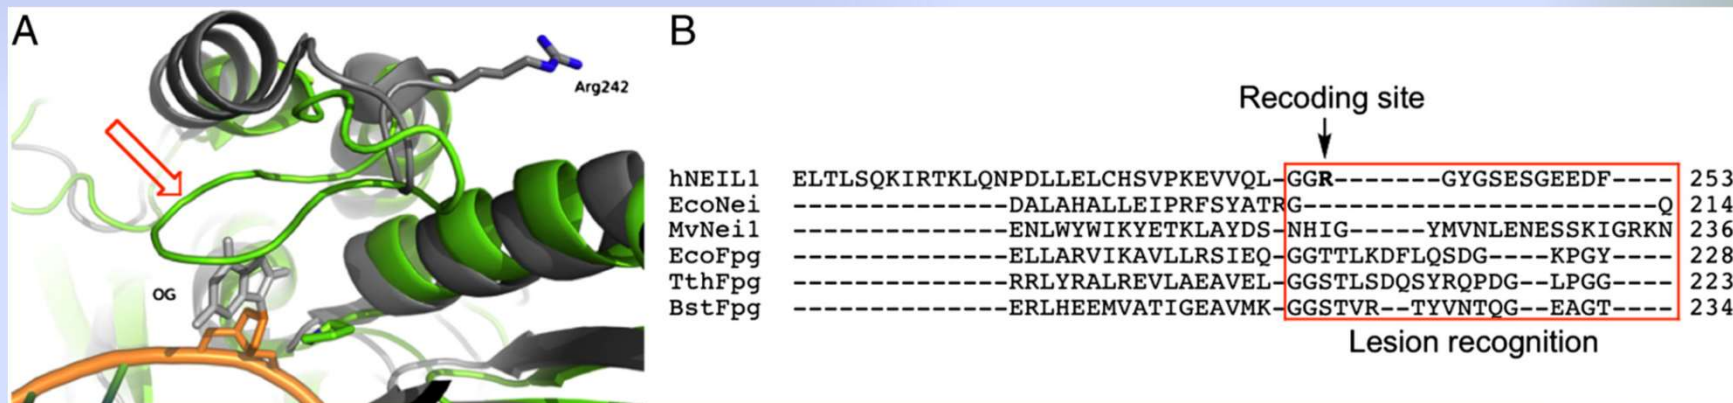 A
Arg242
OG
B
Recoding site
hNEIL1 ELTLSQKIRTKLQNPDLLELCHSVPKEVVQL-GGR-------GYGSESGEEDF---- 253
EcoNei --------------DALAHALLEIPRFSYATRG-----------------------Q 214
MvNei1 --------------ENLWYWIKYETKLAYDS-NHIG-----YMVNLENESSKIGRKN 236
EcoFpg --------------ELLARVIKAVLLRSIEQ-GGTTLKDFLQSDG----KPGY---- 228
TthFpg --------------RRLYRALREVLAEAVEL-GGSTLSDQSYRQPDG--LPGG---- 223
BstFpg --------------ERLHEEMVATIGEAVMK-GGSTVR--TYVNTQG--EAGT---- 234
Lesion recognition